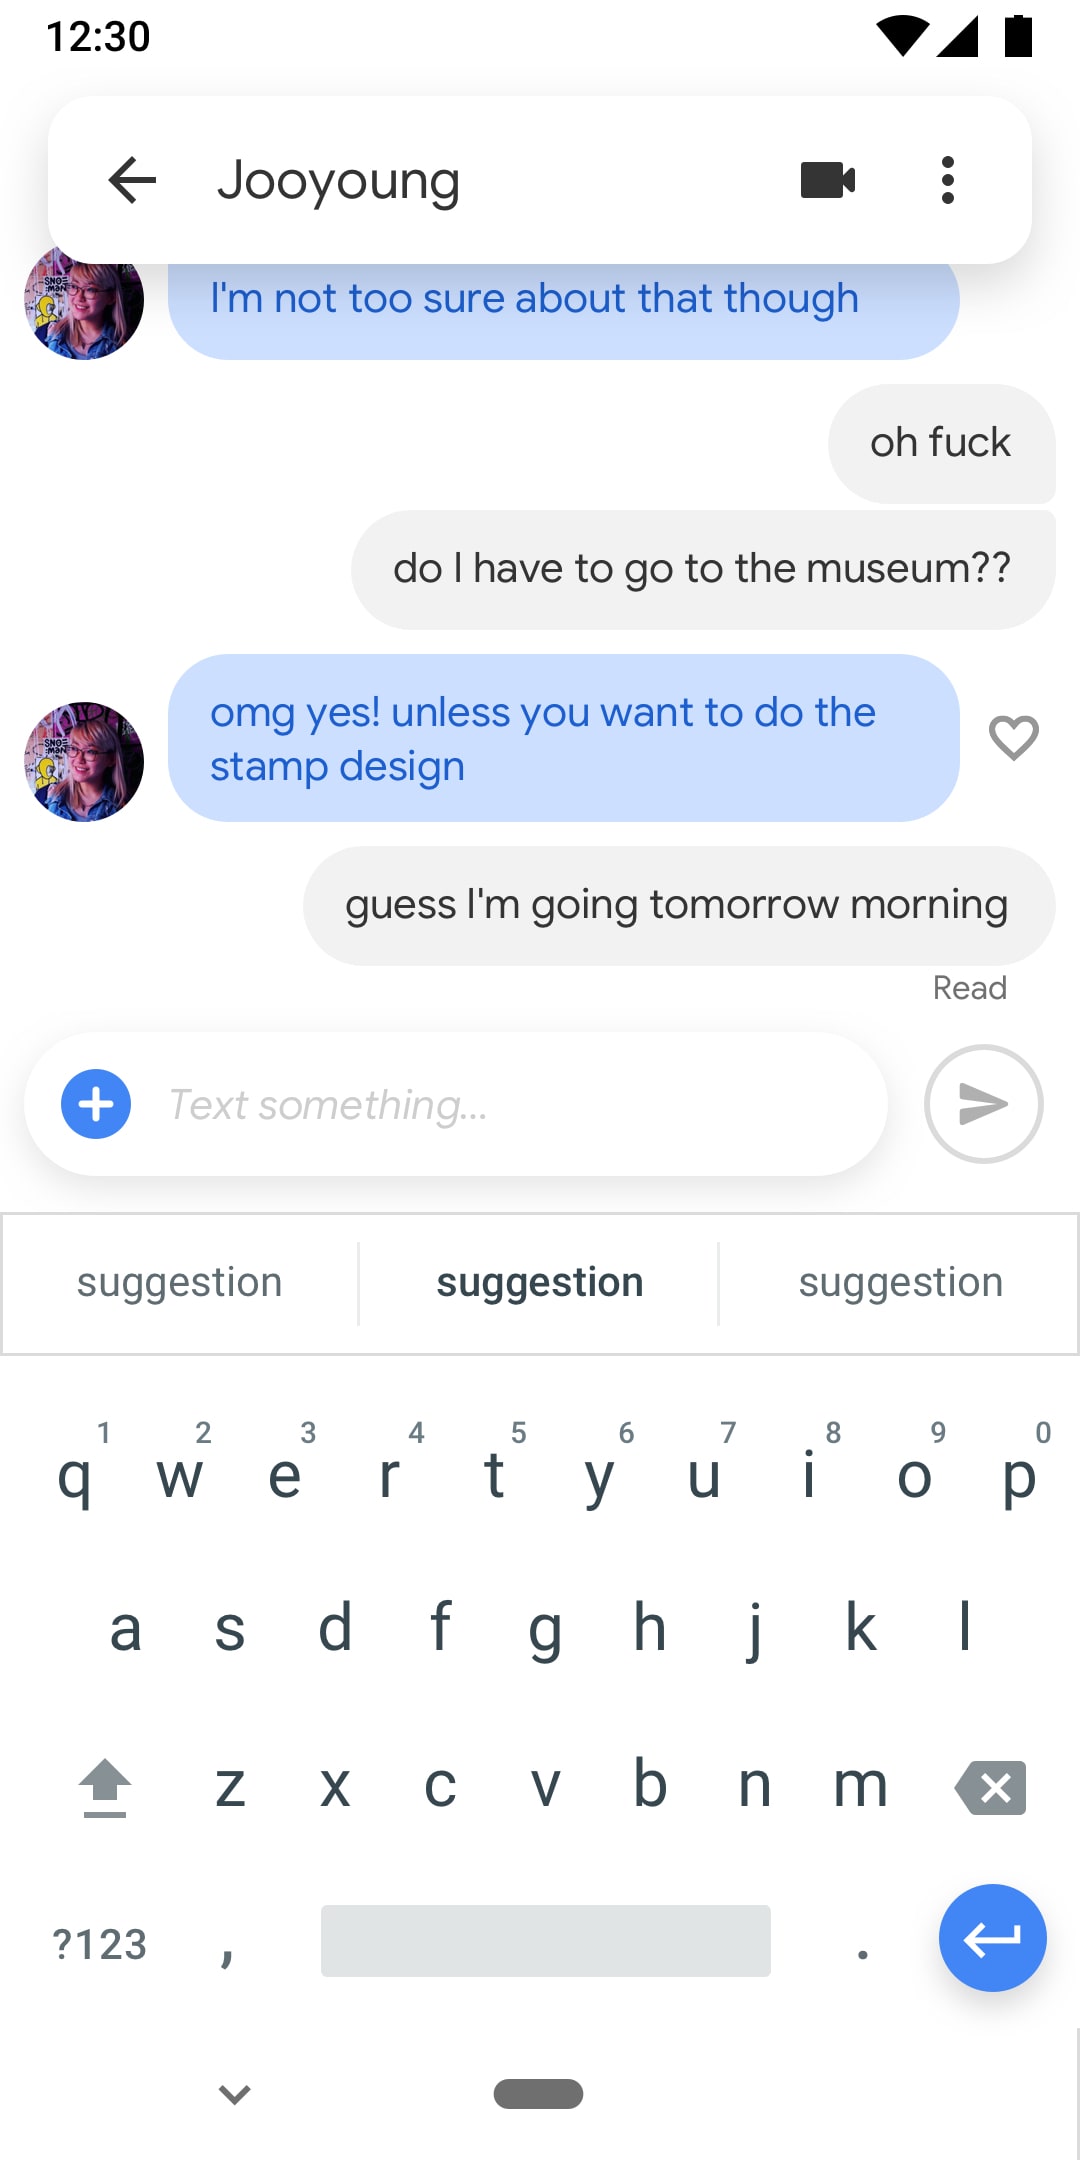 12:30
Jooyoung
I'm not too sure about that though
oh fuck
do I have to go to the museum??
omg yes! unless you want to do the
stamp design
guess I'm going tomorrow morning
Read
Text something...
suggestion suggestion suggestion
1 2 3 4 5 6 7 8 9 0
q w e r t y u i o p
a s d f g h j k l
z x c v b n m
?123 , .